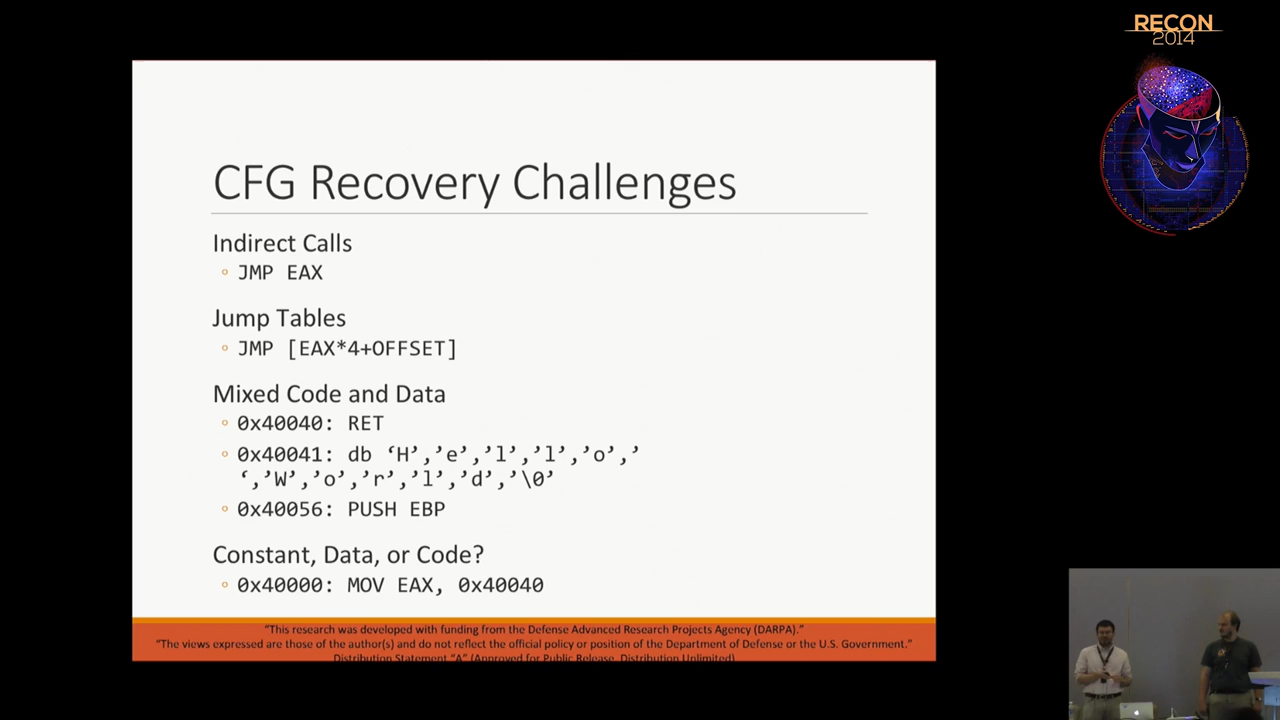 RECON
2014
CFG Recovery Challenges
Indirect Calls
◦ JMP EAX
Jump Tables
◦ JMP [EAX*4+OFFSET]
Mixed Code and Data
◦ 0x40040: RET
◦ 0x40041: db ‘H’,’e’,’l’,’l’,’o’,’
‘,’W’,’o’,’r’,’l’,’d’,’\0’
◦ 0x40056: PUSH EBP
Constant, Data, or Code?
◦ 0x40000: MOV EAX, 0x40040
“This research was developed with funding from the Defense Advanced Research Projects Agency (DARPA).”
“The views expressed are those of the author(s) and do not reflect the official policy or position of the Department of Defense or the U.S. Government.”
Distribution Statement “A” (Approved for Public Release, Distribution Unlimited)